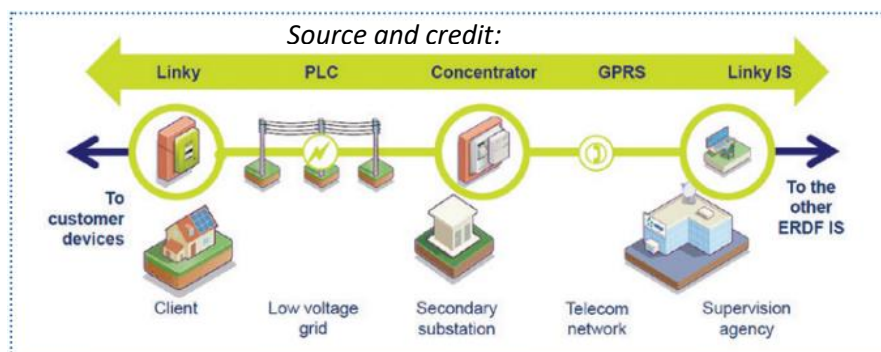 Source and credit:
Linky PLC Concentrator GPRS Linky IS
To
customer
devices
To the
other
ERDF IS
Client
Low voltage
grid
Secondary
substation
Telecom
network
Supervision
agency